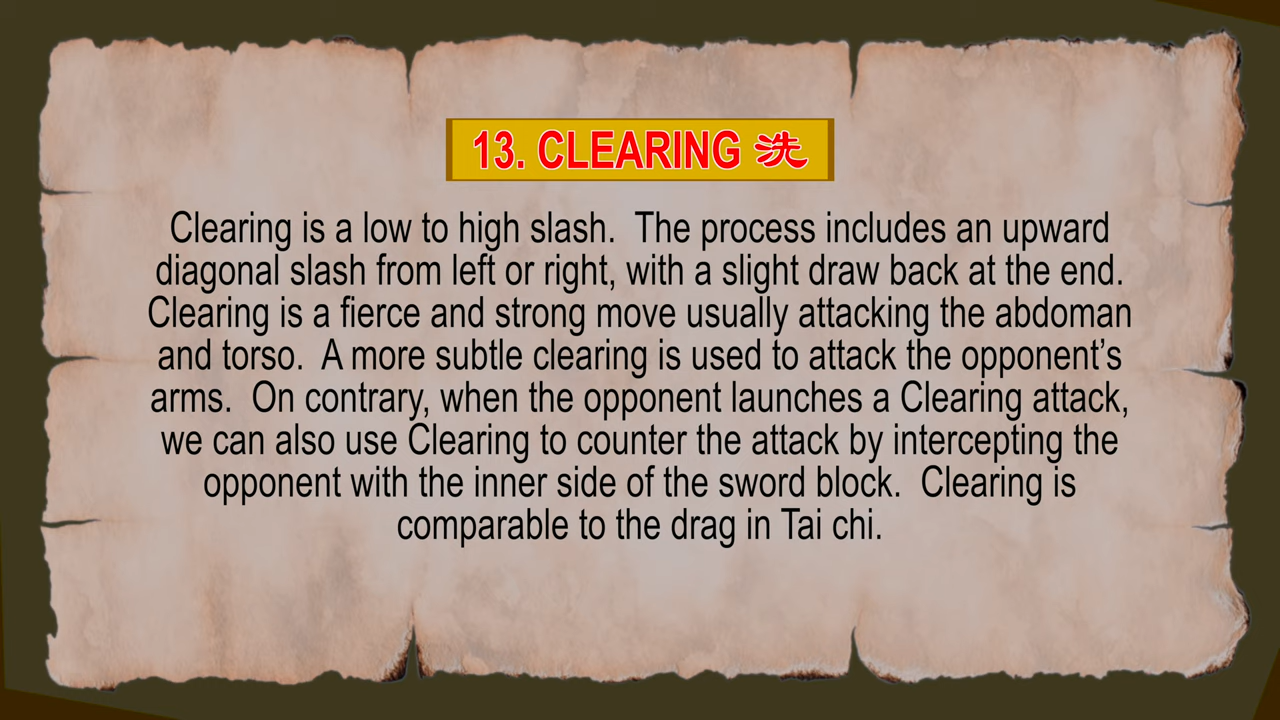 13. CLEARING 洗
Clearing is a low to high slash.  The process includes an upward
diagonal slash from left or right, with a slight draw back at the end.
Clearing is a fierce and strong move usually attacking the abdoman
and torso.  A more subtle clearing is used to attack the opponent’s
arms.  On contrary, when the opponent launches a Clearing attack,
we can also use Clearing to counter the attack by intercepting the
opponent with the inner side of the sword block.  Clearing is
comparable to the drag in Tai chi.